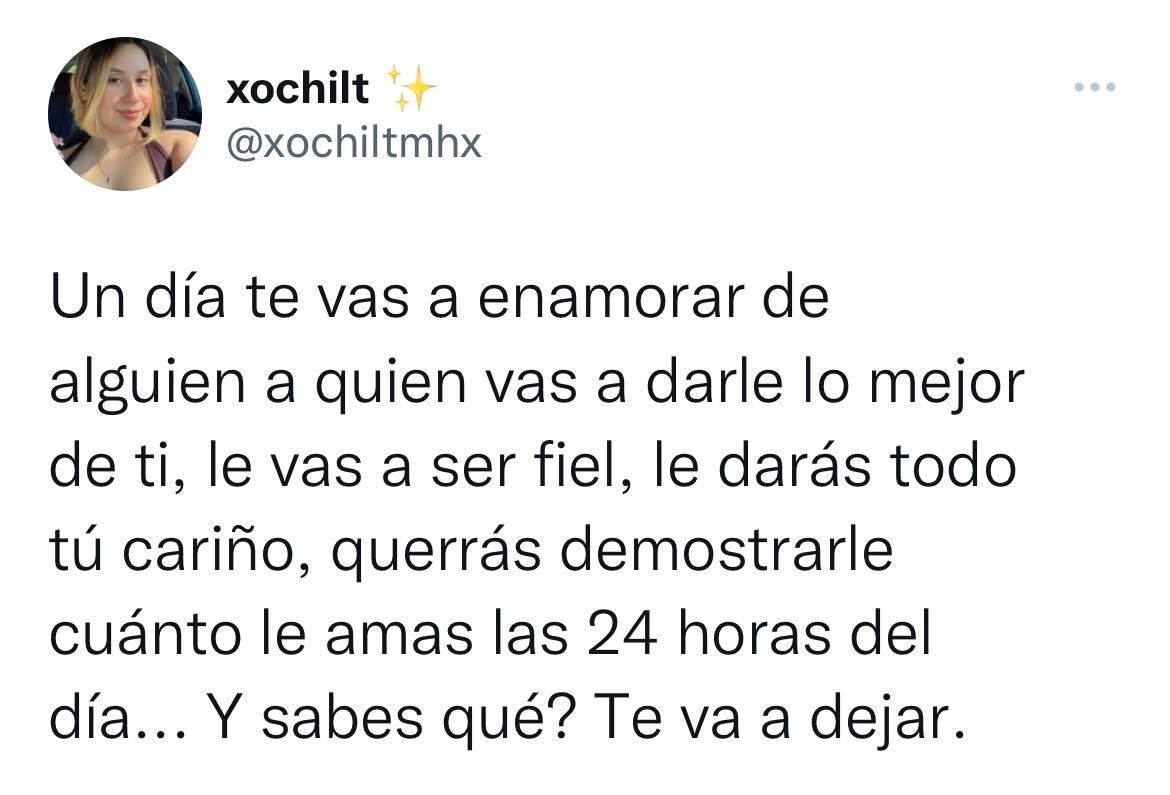 xochilt ✨
@xochiltmhx
Un día te vas a enamorar de
alguien a quien vas a darle lo mejor
de ti, le vas a ser fiel, le darás todo
tú cariño, querrás demostrarle
cuánto le amas las 24 horas del
día... Y sabes qué? Te va a dejar.